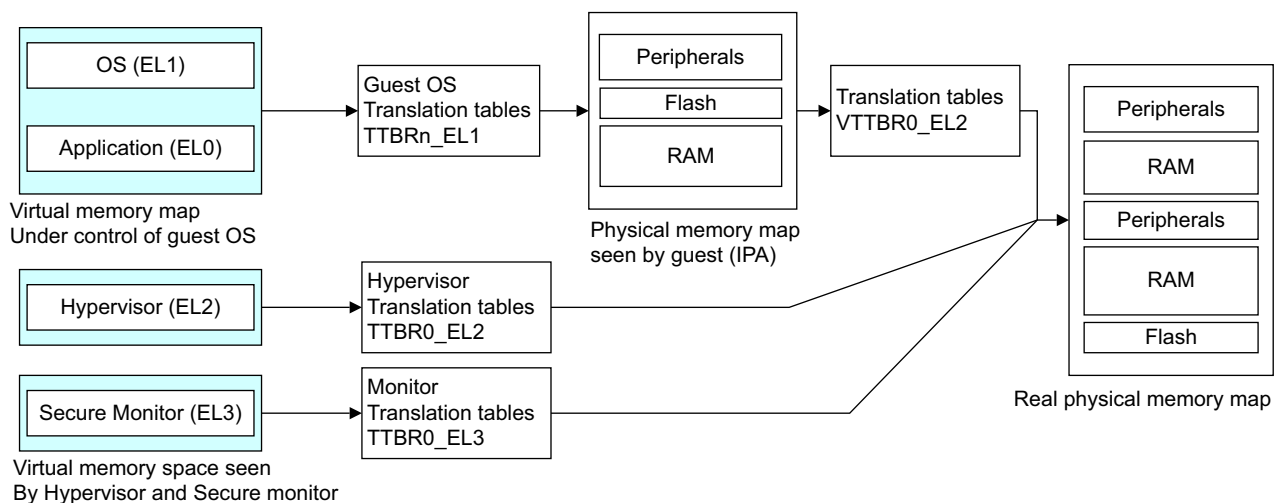 OS (EL1)
Application (EL0)
Virtual memory map
Under control of guest OS
Guest OS
Translation tables
TTBRn_EL1
Peripherals
Flash
RAM
Physical memory map
seen by guest (IPA)
Translation tables
VTTBR0_EL2
Peripherals
RAM
Peripherals
RAM
Flash
Real physical memory map
Hypervisor (EL2)
Hypervisor
Translation tables
TTBR0_EL2
Secure Monitor (EL3)
Monitor
Translation tables
TTBR0_EL3
Virtual memory space seen
By Hypervisor and Secure monitor